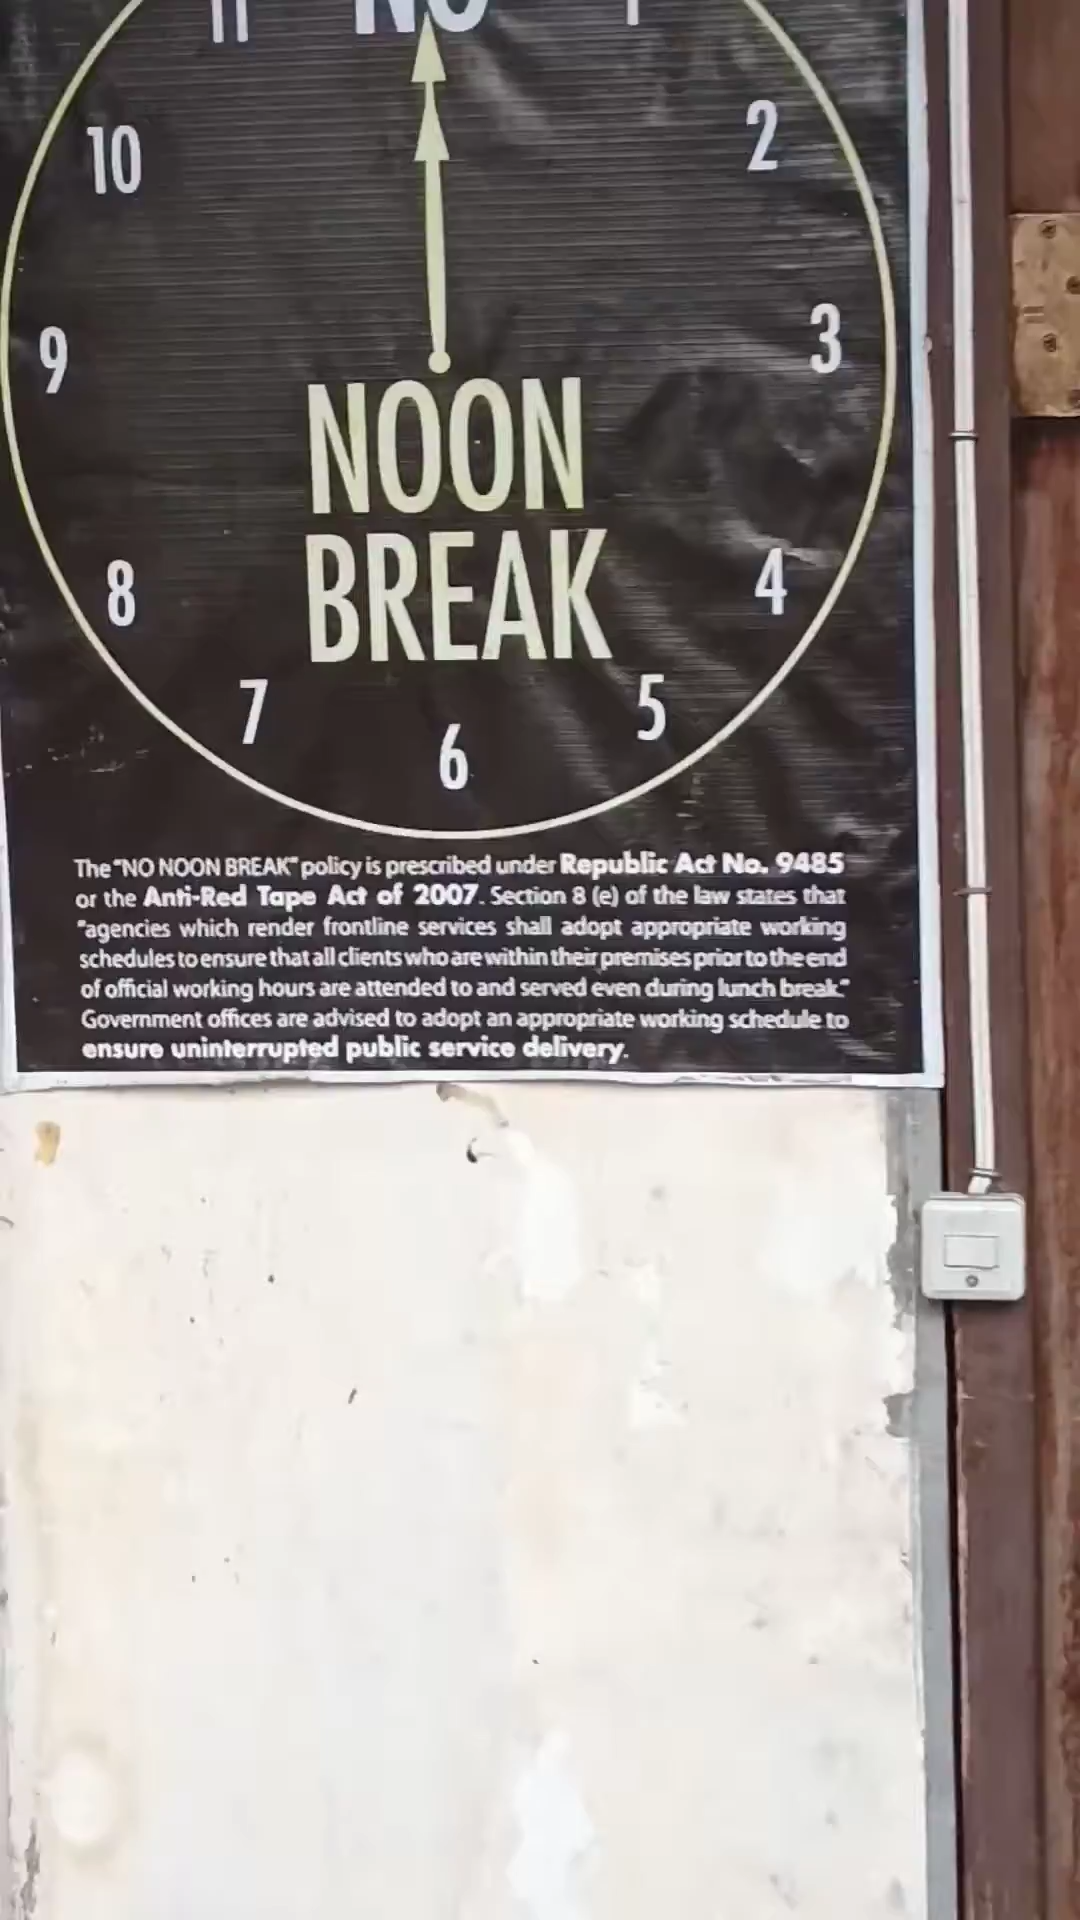 11 NO 1
10 2
9 3
NOON
BREAK
8 4
7 5
6
The "NO NOON BREAK" policy is prescribed under Republic Act No. 9485
or the Anti-Red Tape Act of 2007. Section 8 (e) of the law states that
"agencies which render frontline services shall adopt appropriate working
schedules to ensure that all clients who are within their premises prior to the end
of official working hours are attended to and served even during lunch break."
Government offices are advised to adopt an appropriate working schedule to
ensure uninterrupted public service delivery.